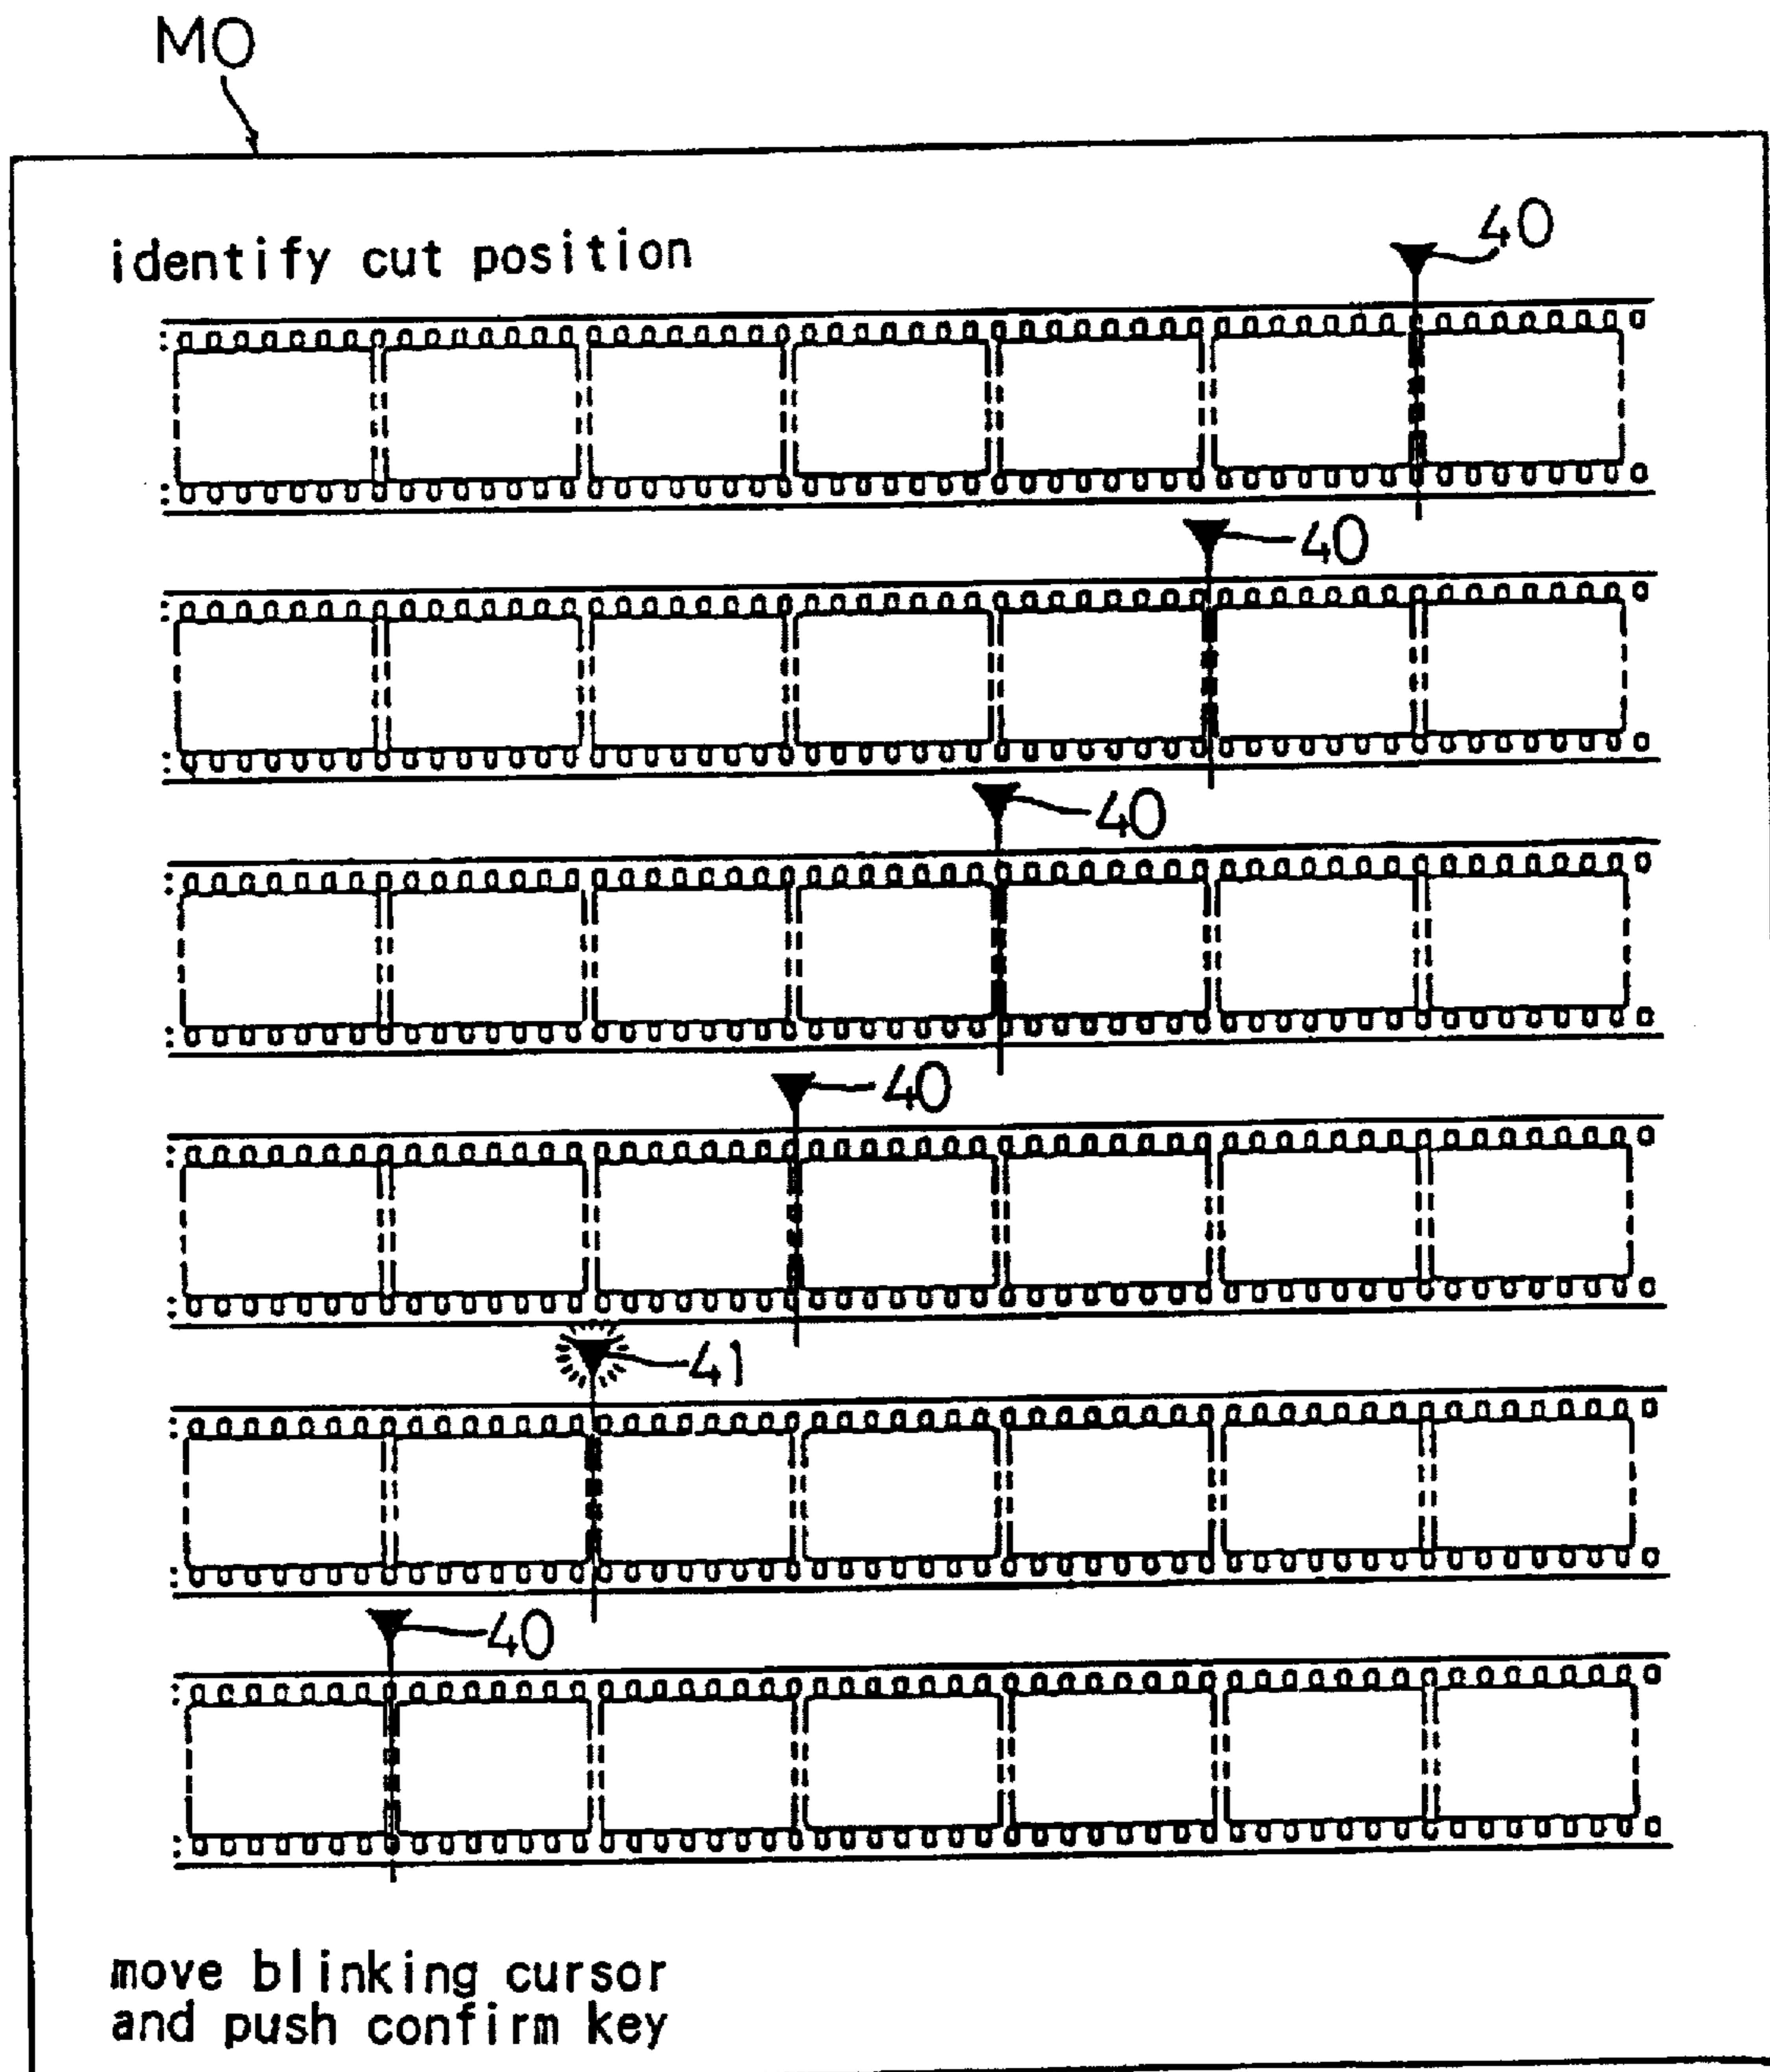 MO
identify cut position
40
40
40
40
41
40
move blinking cursor
and push confirm key